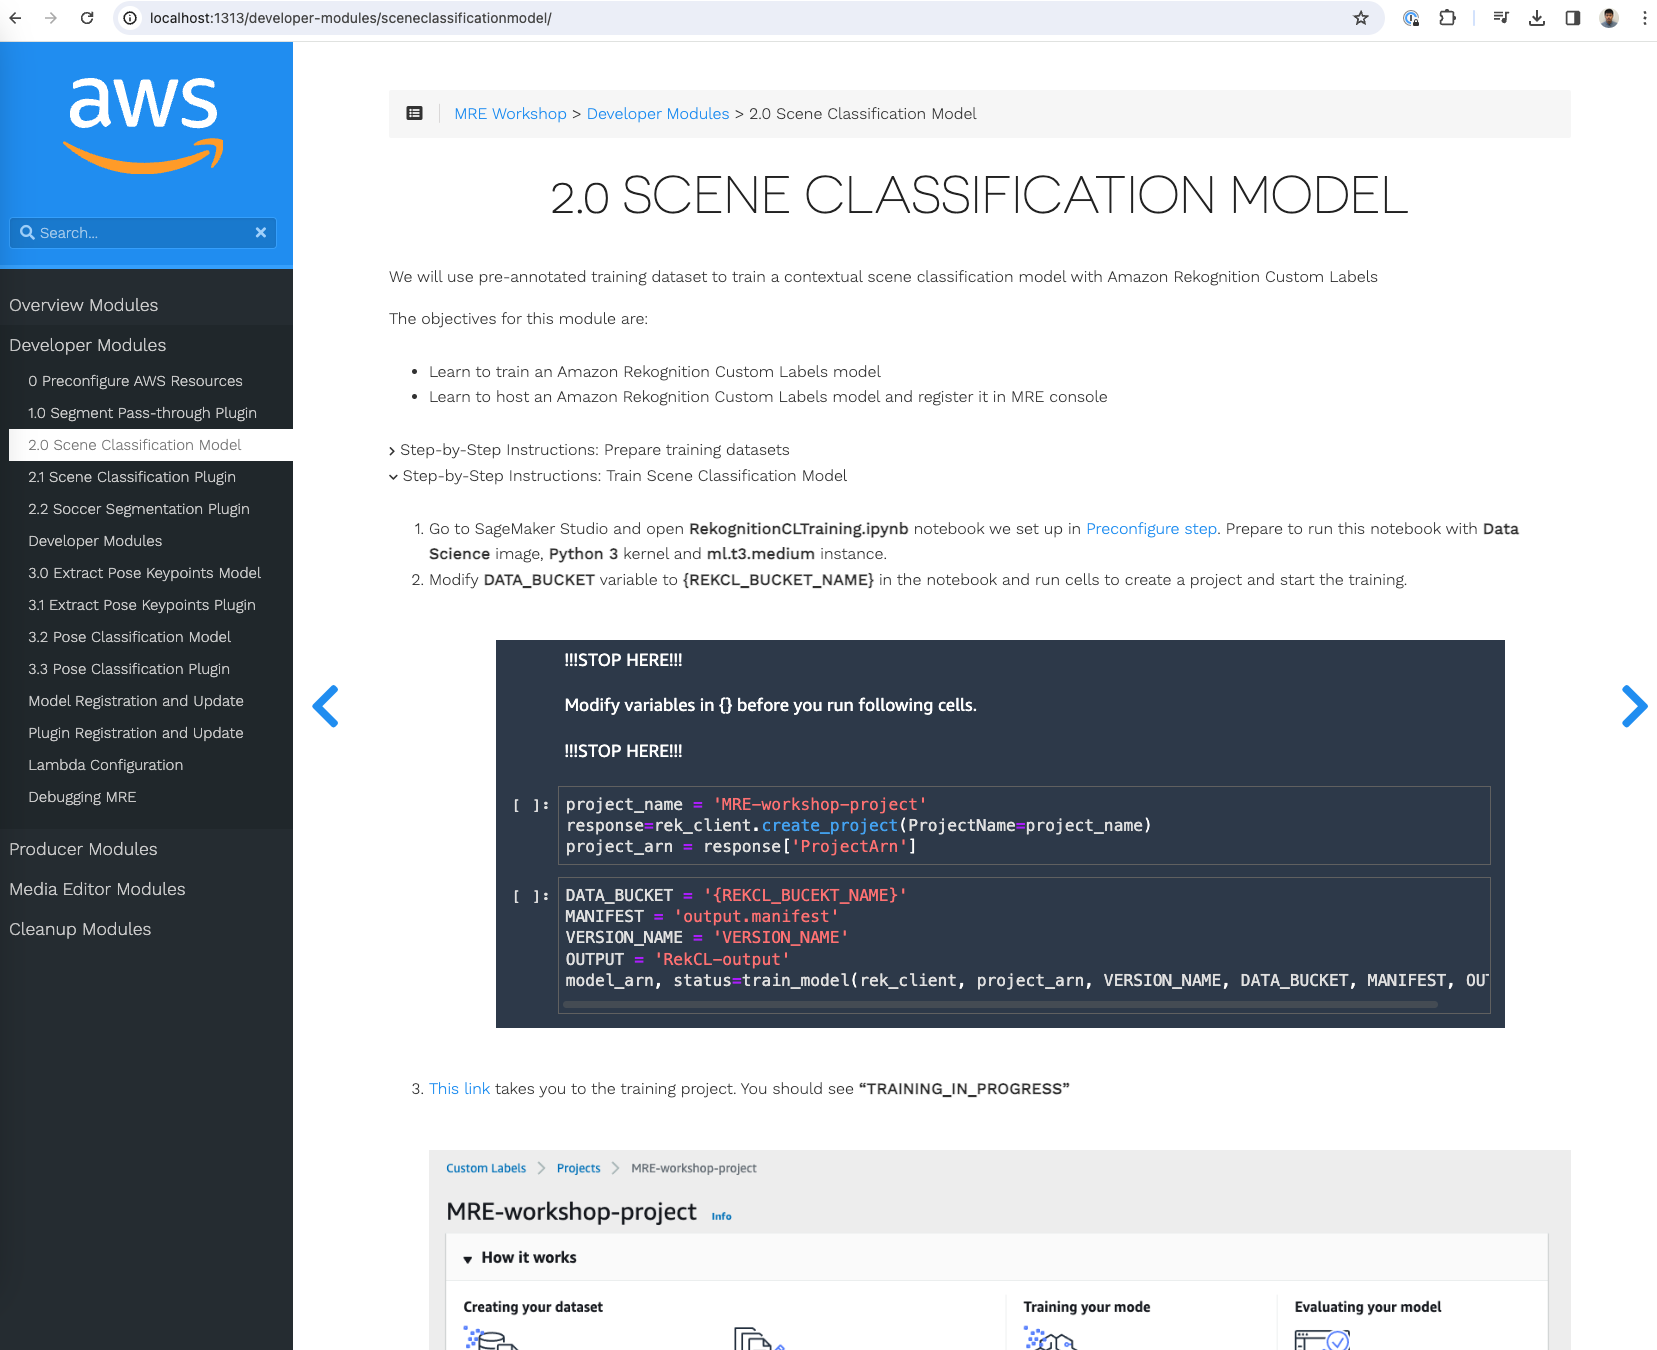 localhost:1313/developer-modules/sceneclassificationmodel/
aws
Search...
Overview Modules
Developer Modules
0 Preconfigure AWS Resources
1.0 Segment Pass-through Plugin
2.0 Scene Classification Model
2.1 Scene Classification Plugin
2.2 Soccer Segmentation Plugin
Developer Modules
3.0 Extract Pose Keypoints Model
3.1 Extract Pose Keypoints Plugin
3.2 Pose Classification Model
3.3 Pose Classification Plugin
Model Registration and Update
Plugin Registration and Update
Lambda Configuration
Debugging MRE
Producer Modules
Media Editor Modules
Cleanup Modules
MRE Workshop > Developer Modules > 2.0 Scene Classification Model
2.0 SCENE CLASSIFICATION MODEL
We will use pre-annotated training dataset to train a contextual scene classification model with Amazon Rekognition Custom Labels
The objectives for this module are:
• Learn to train an Amazon Rekognition Custom Labels model
• Learn to host an Amazon Rekognition Custom Labels model and register it in MRE console
Step-by-Step Instructions: Prepare training datasets
Step-by-Step Instructions: Train Scene Classification Model
1. Go to SageMaker Studio and open RekognitionCLTraining.ipynb notebook we set up in Preconfigure step. Prepare to run this notebook with Data
Science image, Python 3 kernel and ml.t3.medium instance.
2. Modify DATA_BUCKET variable to {REKCL_BUCKET_NAME} in the notebook and run cells to create a project and start the training.
!!!STOP HERE!!!
Modify variables in {} before you run following cells.
!!!STOP HERE!!!
[ ]: project_name = 'MRE-workshop-project'
response=rek_client.create_project(ProjectName=project_name)
project_arn = response['ProjectArn']
[ ]: DATA_BUCKET = '{REKCL_BUCEKT_NAME}'
MANIFEST = 'output.manifest'
VERSION_NAME = 'VERSION_NAME'
OUTPUT = 'RekCL-output'
model_arn, status=train_model(rek_client, project_arn, VERSION_NAME, DATA_BUCKET, MANIFEST, OUT
3. This link takes you to the training project. You should see “TRAINING_IN_PROGRESS”
Custom Labels > Projects > MRE-workshop-project
MRE-workshop-project Info
How it works
Creating your dataset Training your mode Evaluating your model